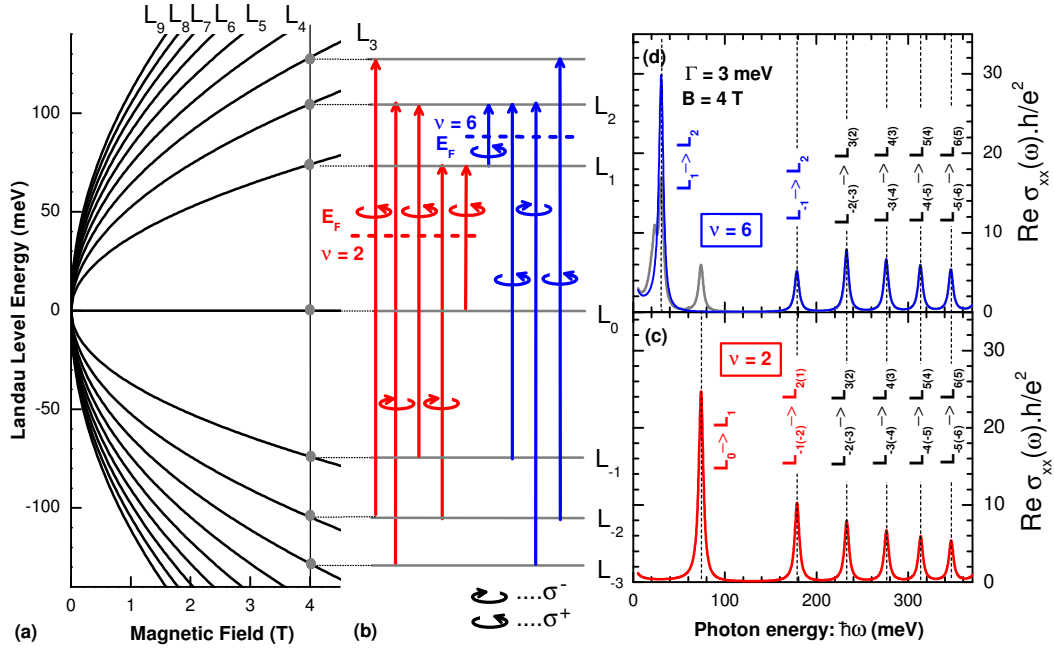 L9 L8 L7 L6 L5 L4
L3
Landau Level Energy (meV)
100
50
0
-50
-100
0 1 2 3 4
(a)
Magnetic Field (T)
ν = 6
EF
EF
ν = 2
L2
L1
L0
L-1
L-2
L-3
(b)
....σ-
....σ+
(d)
Γ = 3 meV
B = 4 T
L1 -> L2
ν = 6
L-1 -> L2
L-2(-3) -> L3(2)
L-3(-4) -> L4(3)
L-4(-5) -> L5(4)
L-5(-6) -> L6(5)
30
20
10
0
Re σxx(ω).h/e2
(c)
ν = 2
L0 -> L1
L-1(-2) -> L2(1)
L-2(-3) -> L3(2)
L-3(-4) -> L4(3)
L-4(-5) -> L5(4)
L-5(-6) -> L6(5)
30
20
10
0
Re σxx(ω).h/e2
0 100 200 300
Photon energy: ħω (meV)